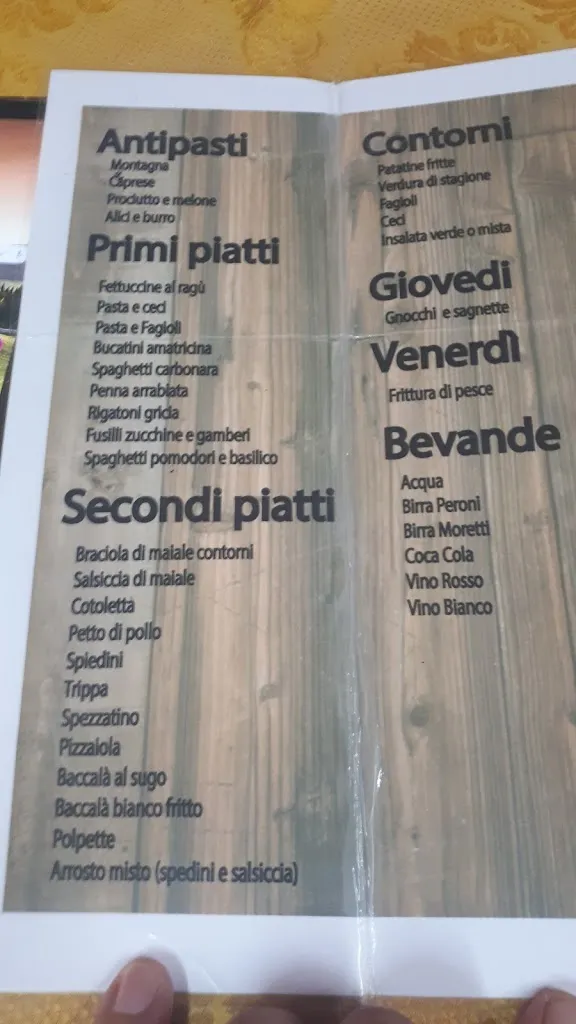 Antipasti
Montagna
Caprese
Prociutto e melone
Alici e burro
Primi piatti
Fettuccine al ragù
Pasta e ceci
Pasta e Fagioli
Bucatini amatricina
Spaghetti carbonara
Penna arrabiata
Rigatoni gricia
Fusilli zucchine e gamberi
Spaghetti pomodori e basilico
Secondi piatti
Braciola di maiale contorni
Salsiccia di maiale
Cotoletta
Petto di pollo
Spiedini
Trippa
Spezzatino
Pizzaiola
Baccalà al sugo
Baccalà bianco fritto
Polpette
Arrosto misto (spedini e salsiccia)
Contorni
Patatine fritte
Verdura di stagione
Fagioli
Ceci
Insalata verde o mista
Giovedi
Gnocchi e sagnette
Venerdì
Frittura di pesce
Bevande
Acqua
Birra Peroni
Birra Moretti
Coca Cola
Vino Rosso
Vino Bianco